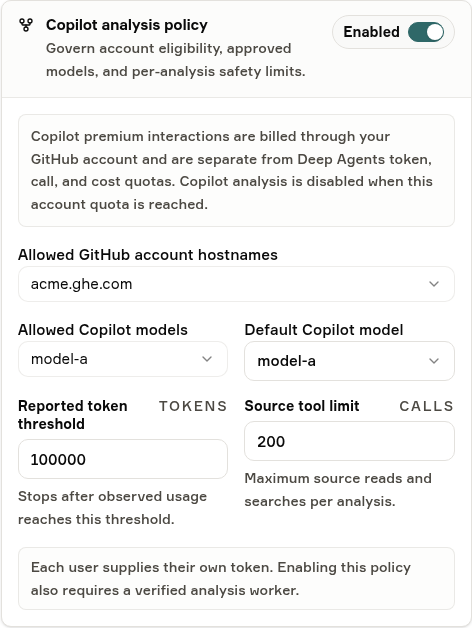 Copilot analysis policy
Govern account eligibility, approved
models, and per-analysis safety limits.
Enabled
Copilot premium interactions are billed through your
GitHub account and are separate from Deep Agents token,
call, and cost quotas. Copilot analysis is disabled when this
account quota is reached.
Allowed GitHub account hostnames
acme.ghe.com
Allowed Copilot models
model-a
Default Copilot model
model-a
Reported token
threshold
TOKENS
100000
Stops after observed usage
reaches this threshold.
Source tool limit
CALLS
200
Maximum source reads and
searches per analysis.
Each user supplies their own token. Enabling this policy
also requires a verified analysis worker.